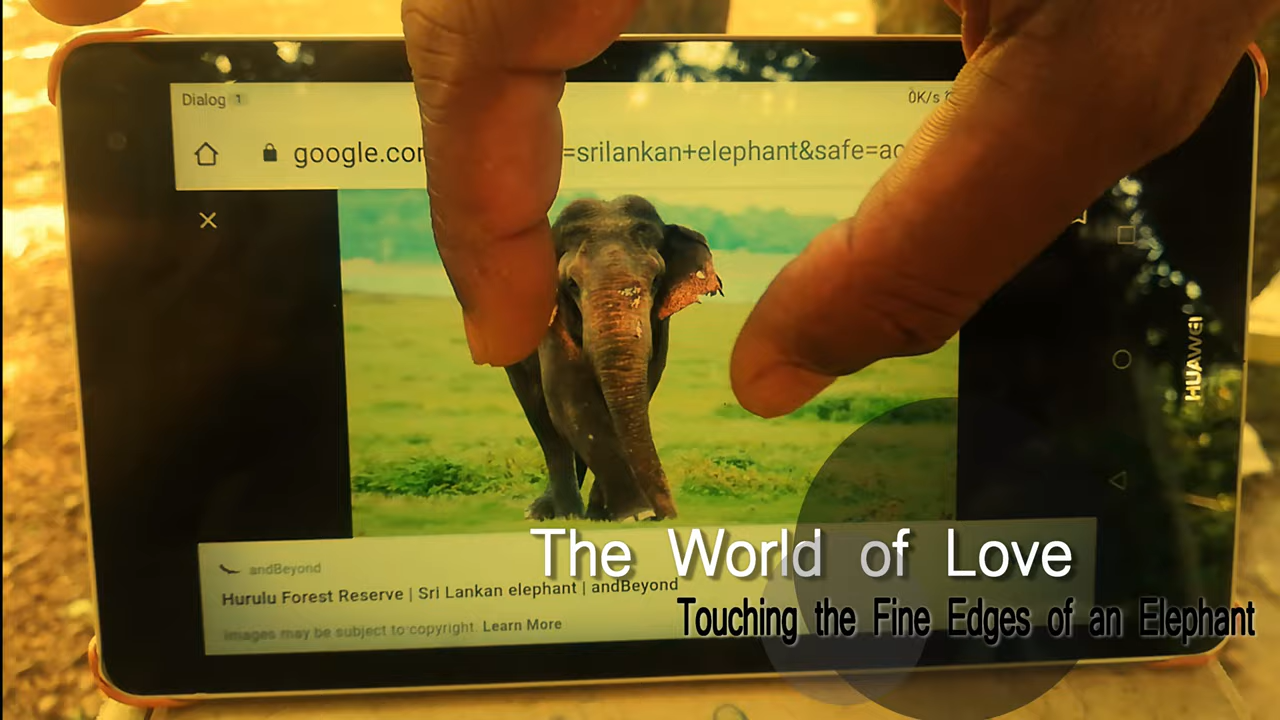 Dialog 1
0K/s
google.co
=srilankan+elephant&safe=ac
HUAWEI
andBeyond
Hurulu Forest Reserve | Sri Lankan elephant | andBeyond
Images may be subject to copyright. Learn More
The World of Love
Touching the Fine Edges of an Elephant